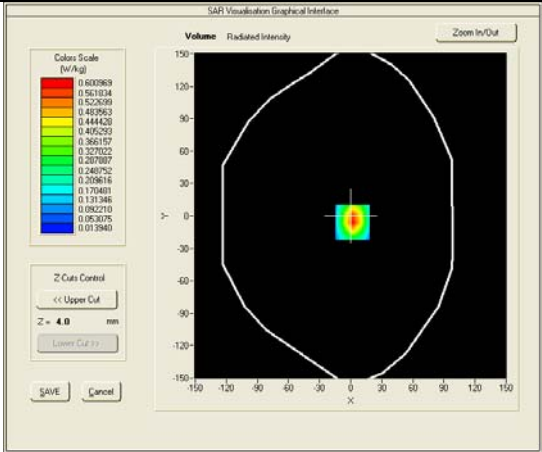 SAR Visualisation Graphical Interface
Volume Radiated Intensity
Zoom In/Out
Colors Scale
(W/kg)
0.600969
0.561834
0.522699
0.483563
0.444428
0.405293
0.366157
0.327022
0.287887
0.248752
0.209616
0.170481
0.131346
0.092210
0.053075
0.013940
Z-Cuts Control
<< Upper Cut
Z = 4.0 mm
Lower Cut >>
SAVE Cancel
150
120-
90-
60-
30-
Y 0-
-30-
-60-
-90-
-120-
-150-
-150 -120 -90 -60 -30 0 30 60 90 120 150
X